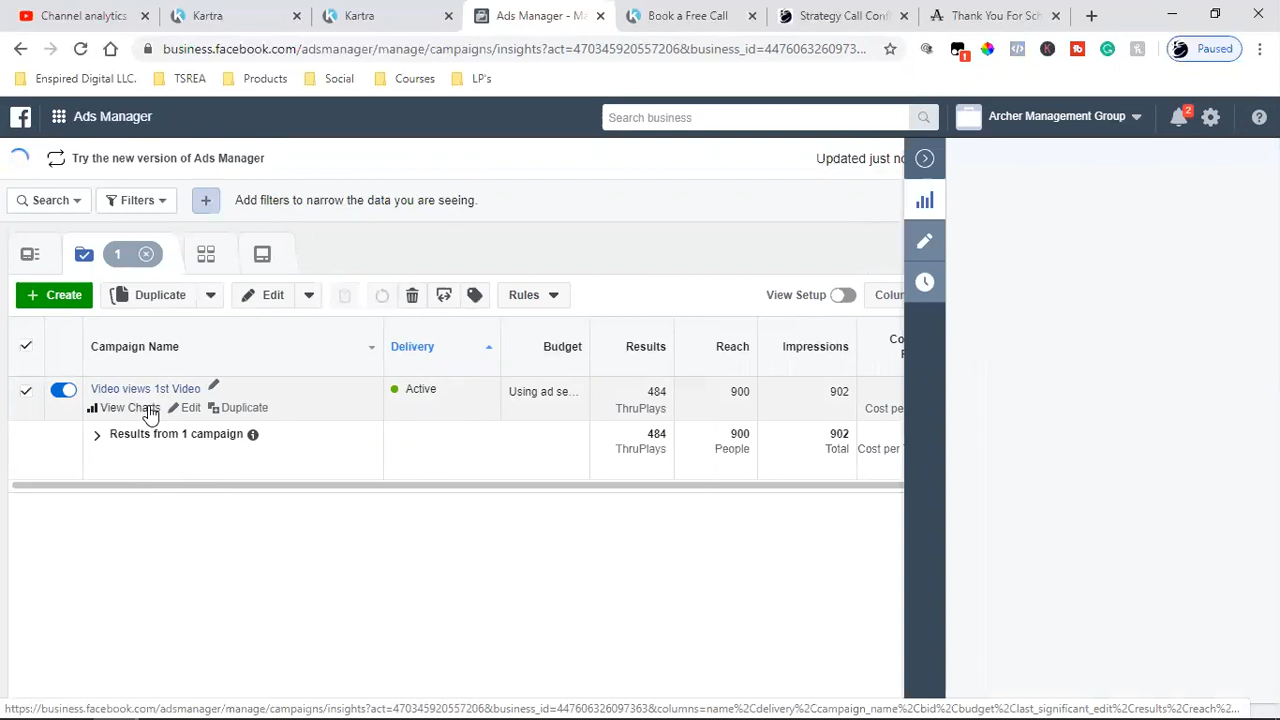 Channel analytics
Kartra
Kartra
Ads Manager - M
Book a Free Call
Strategy Call Conf
Thank You For Sch
business.facebook.com/adsmanager/manage/campaigns/insights?act=470345920557206&business_id=4476063260973...
Paused
Enspired Digital LLC.
TSREA
Products
Social
Courses
LP's
Ads Manager
Search business
Archer Management Group
2
Try the new version of Ads Manager
Updated just no
Search
Filters
+
Add filters to narrow the data you are seeing.
1
+ Create
Duplicate
Edit
Rules
View Setup
Colu
Campaign Name
Delivery
Budget
Results
Reach
Impressions
Co
Video views 1st Video
Active
Using ad se...
484
900
902
View Charts
Edit
Duplicate
ThruPlays
Cost pe
Results from 1 campaign
484
900
902
ThruPlays
People
Total
Cost per
https://business.facebook.com/adsmanager/manage/campaigns/insights?act=470345920557206&business_id=447606326097363&columns=name%2Cdelivery%2Ccampaign_name%2Cbid%2Cbudget%2Clast_significant_edit%2Cresults%2Creach%2C...